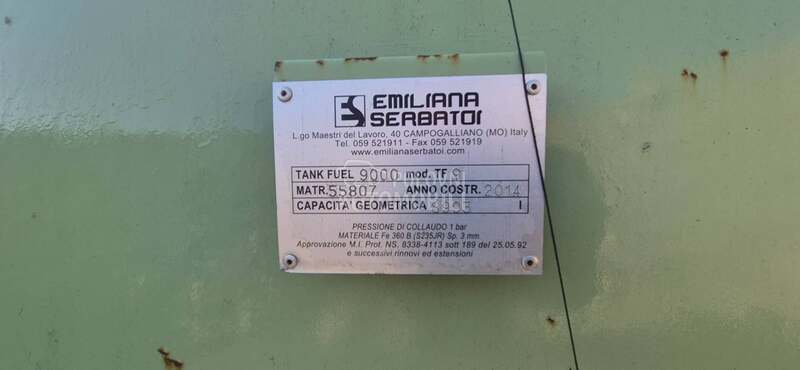 EMILIANA
SERBATOI
L.go Maestri del Lavoro, 40 CAMPOGALLIANO (MO) Italy
Tel. 059 521911 - Fax 059 521919
www.emilianaserbatoi.com
TANK FUEL 9000 mod. TF 9
MATR. 55807 ANNO COSTR. 2014
CAPACITA' GEOMETRICA l
PRESSIONE DI COLLAUDO 1 bar
MATERIALE Fe 360 B (S235JR) Sp. 3 mm
Approvazione M.I. Prot. NS. 8338-4113 sott 189 del 25.05.92
e successivi rinnovi ed estensioni